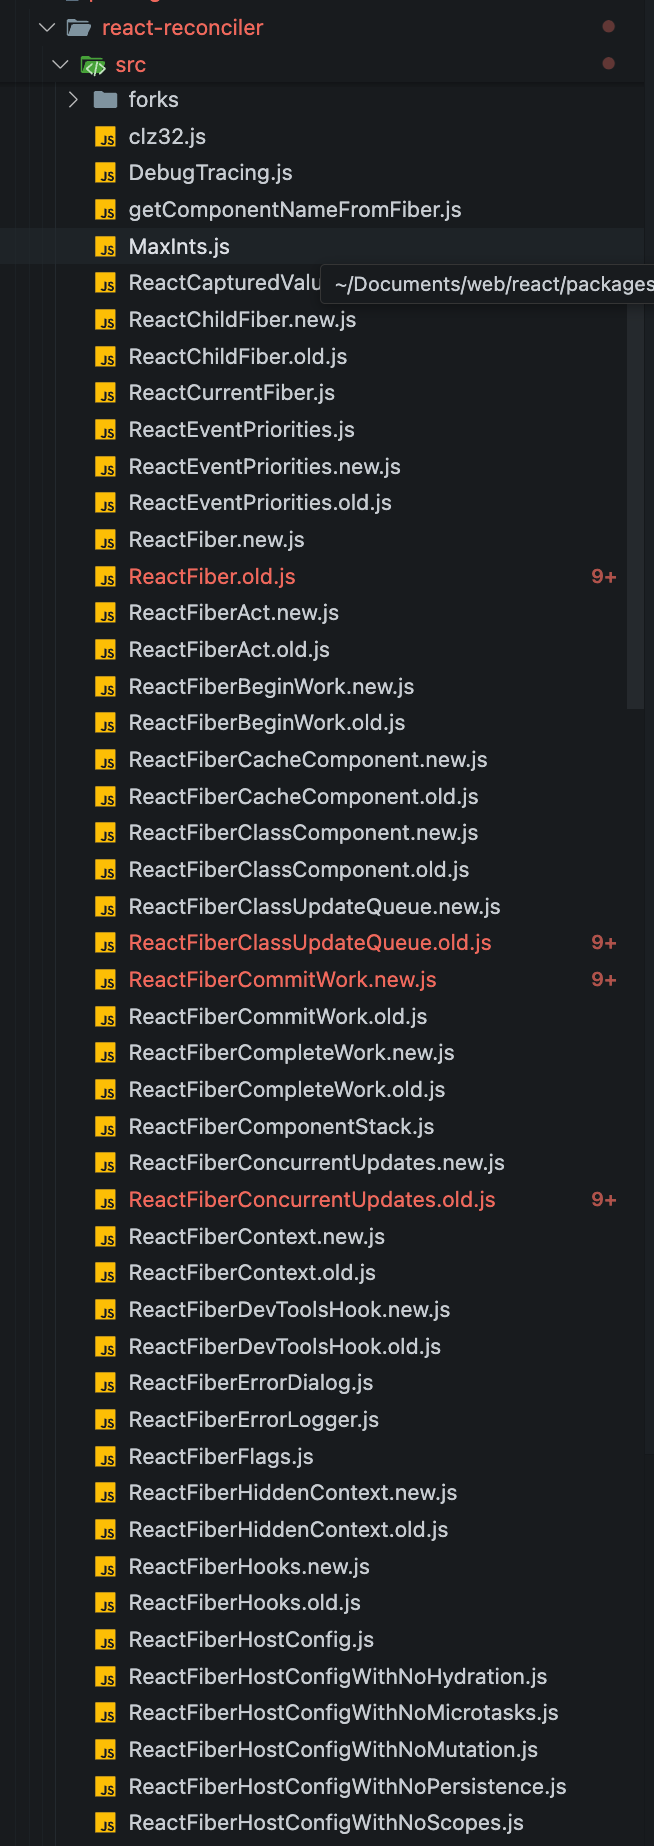 react-reconciler
src
forks
clz32.js
DebugTracing.js
getComponentNameFromFiber.js
MaxInts.js
ReactCapturedValu
~/Documents/web/react/packages
ReactChildFiber.new.js
ReactChildFiber.old.js
ReactCurrentFiber.js
ReactEventPriorities.js
ReactEventPriorities.new.js
ReactEventPriorities.old.js
ReactFiber.new.js
ReactFiber.old.js 9+
ReactFiberAct.new.js
ReactFiberAct.old.js
ReactFiberBeginWork.new.js
ReactFiberBeginWork.old.js
ReactFiberCacheComponent.new.js
ReactFiberCacheComponent.old.js
ReactFiberClassComponent.new.js
ReactFiberClassComponent.old.js
ReactFiberClassUpdateQueue.new.js
ReactFiberClassUpdateQueue.old.js 9+
ReactFiberCommitWork.new.js 9+
ReactFiberCommitWork.old.js
ReactFiberCompleteWork.new.js
ReactFiberCompleteWork.old.js
ReactFiberComponentStack.js
ReactFiberConcurrentUpdates.new.js
ReactFiberConcurrentUpdates.old.js 9+
ReactFiberContext.new.js
ReactFiberContext.old.js
ReactFiberDevToolsHook.new.js
ReactFiberDevToolsHook.old.js
ReactFiberErrorDialog.js
ReactFiberErrorLogger.js
ReactFiberFlags.js
ReactFiberHiddenContext.new.js
ReactFiberHiddenContext.old.js
ReactFiberHooks.new.js
ReactFiberHooks.old.js
ReactFiberHostConfig.js
ReactFiberHostConfigWithNoHydration.js
ReactFiberHostConfigWithNoMicrotasks.js
ReactFiberHostConfigWithNoMutation.js
ReactFiberHostConfigWithNoPersistence.js
ReactFiberHostConfigWithNoScopes.js